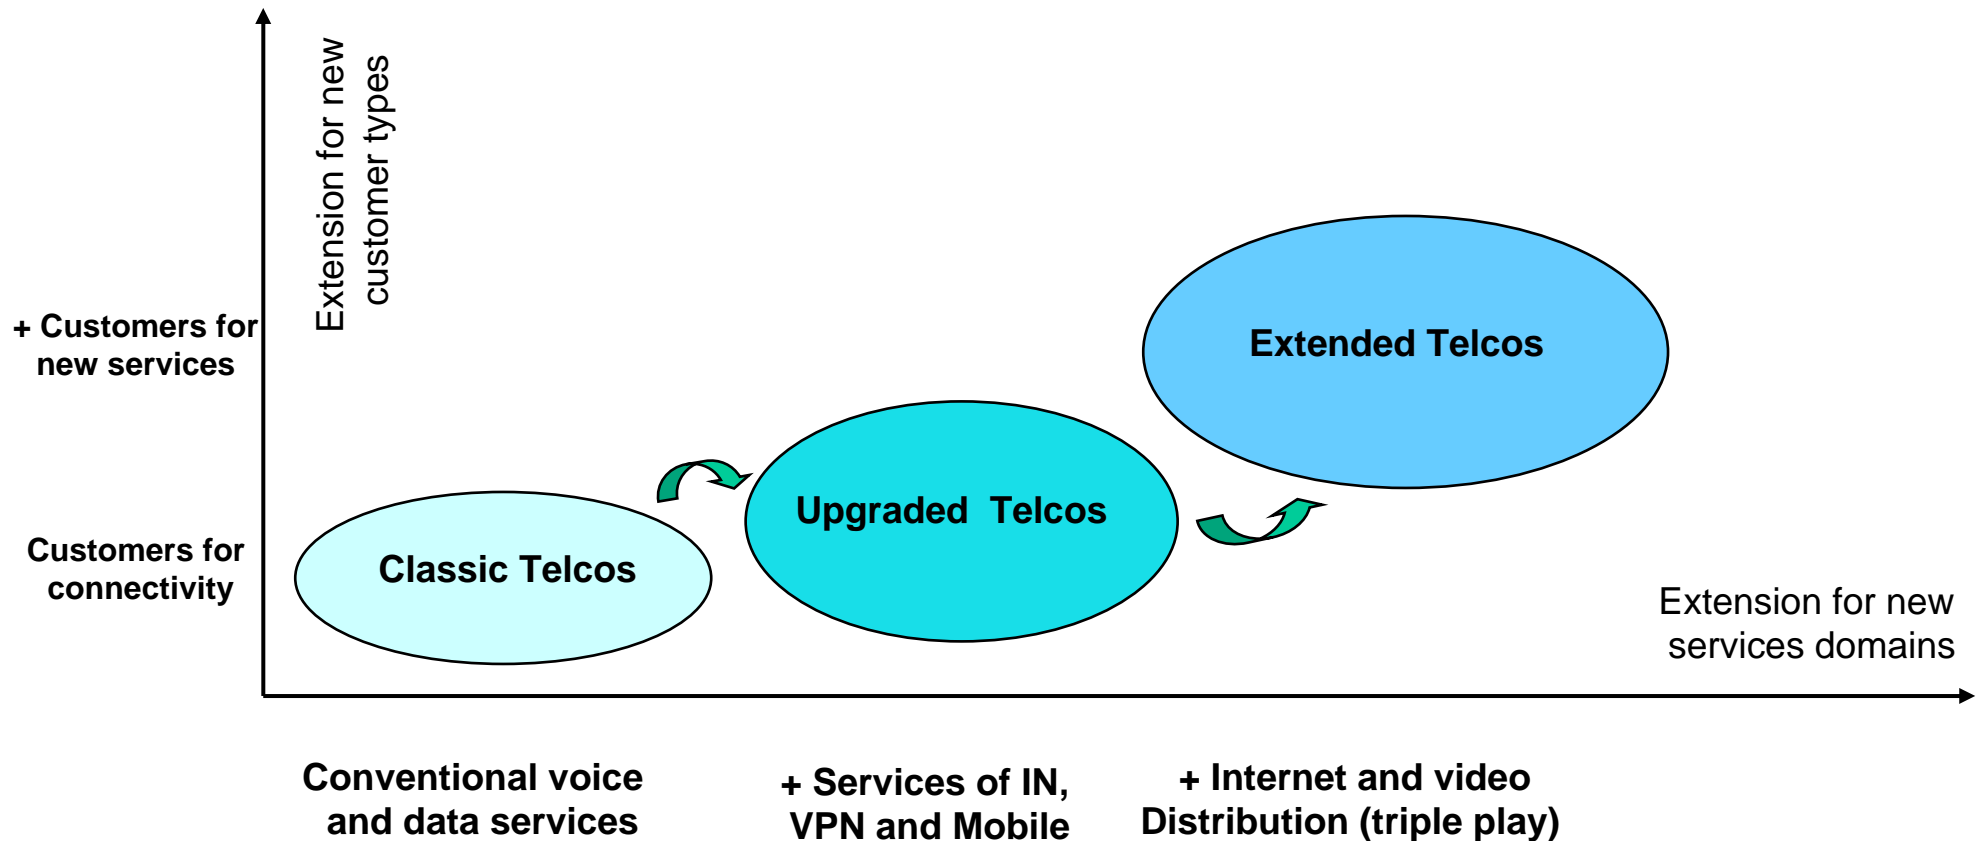 Extension for new
customer types
+ Customers for
new services
Extended Telcos
Upgraded Telcos
Customers for
connectivity
Classic Telcos
Extension for new
services domains
Conventional voice
and data services
+ Services of IN,
VPN and Mobile
+ Internet and video
Distribution (triple play)